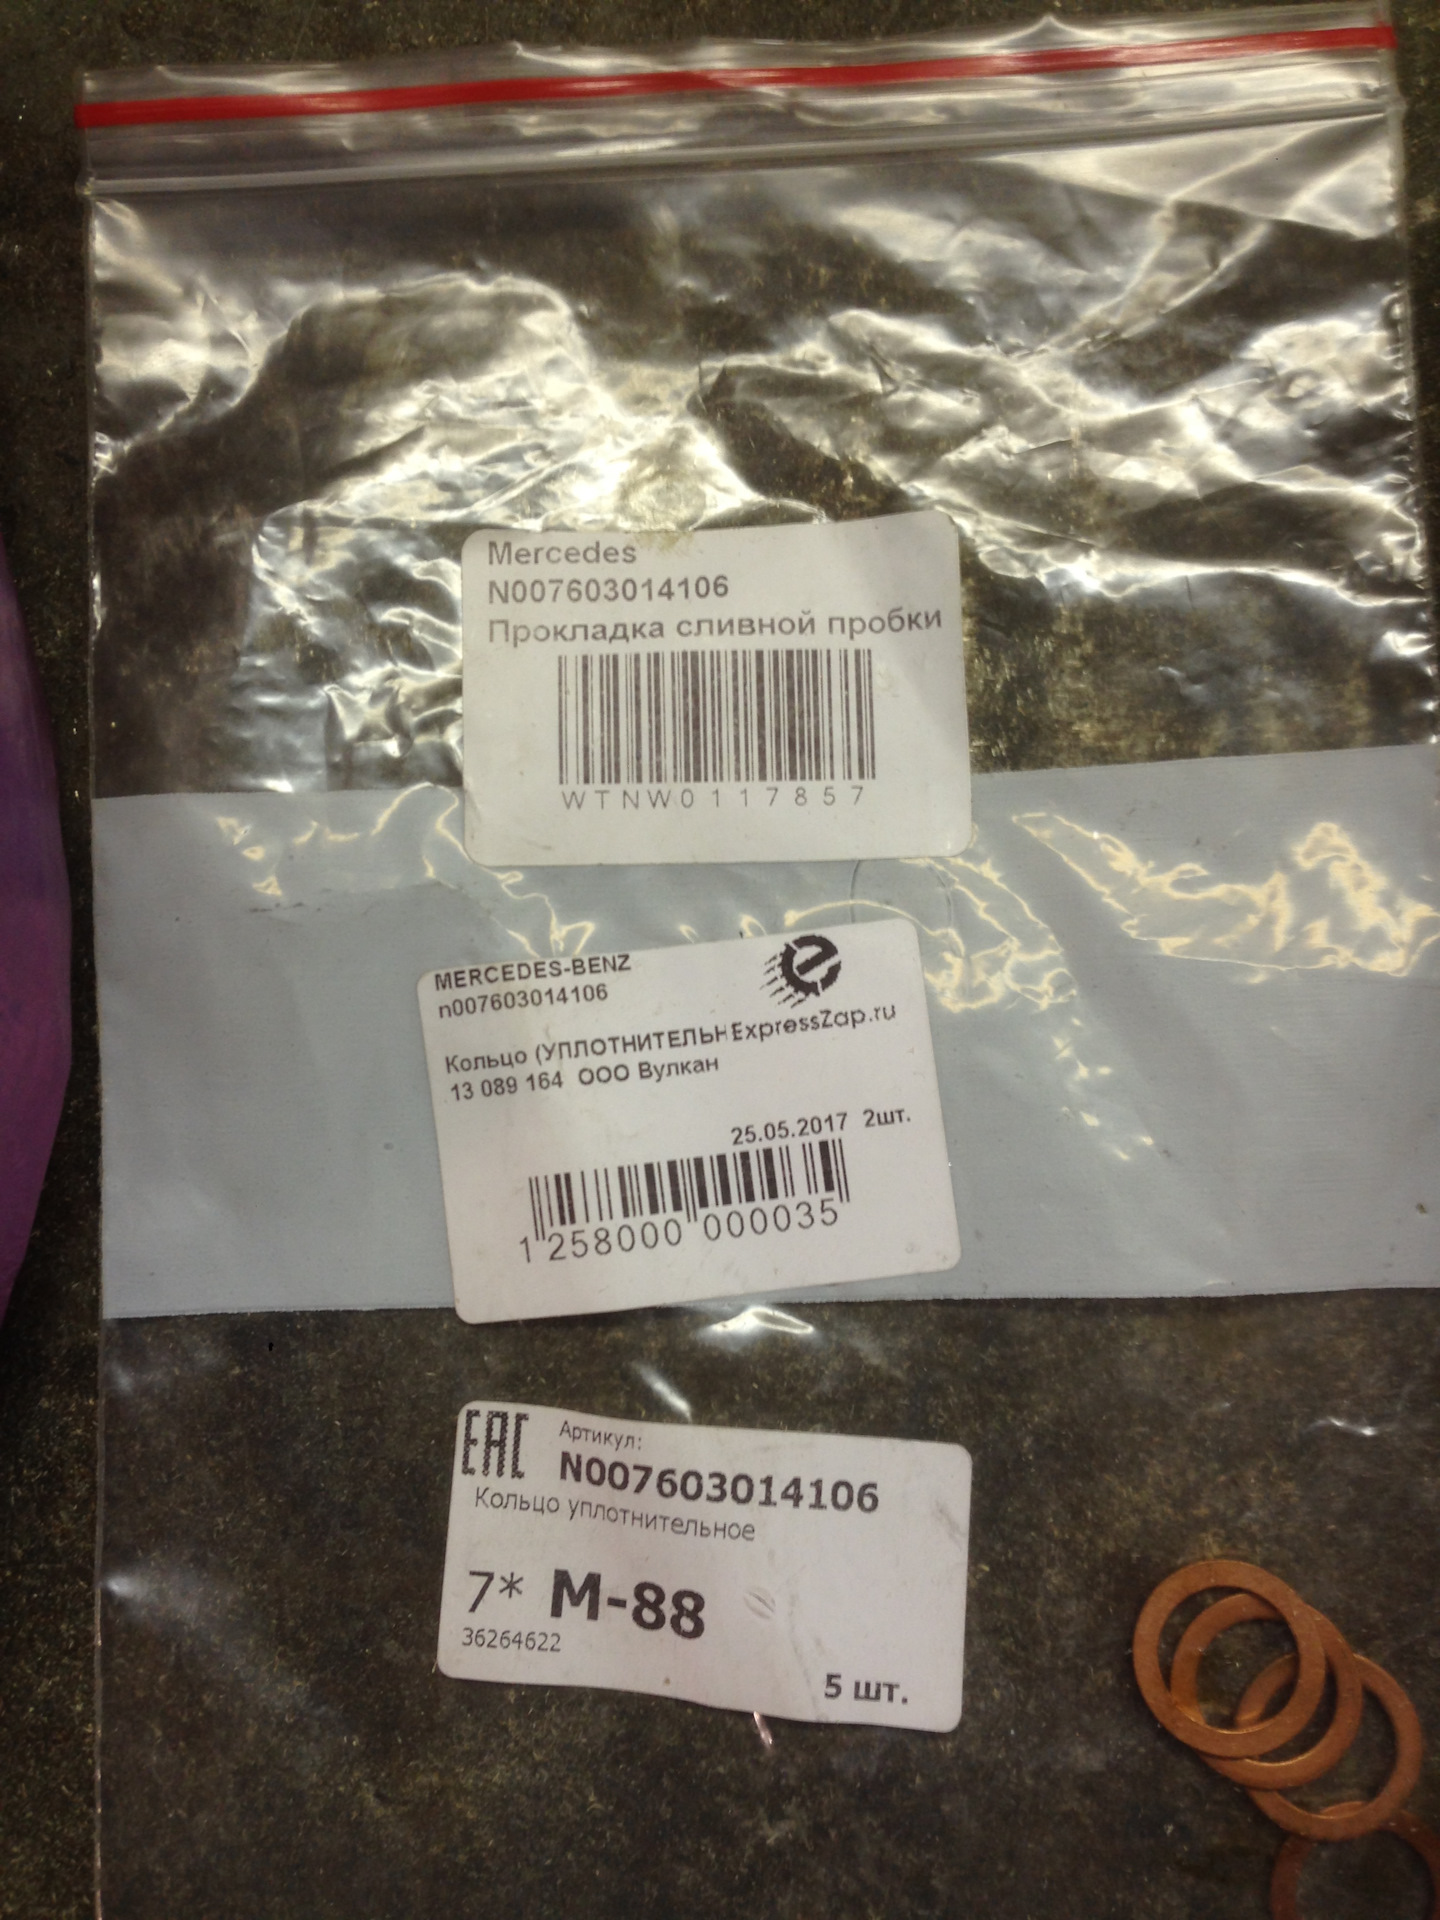 Mercedes
N007603014106
Прокладка сливной пробки
WTNW0117857
MERCEDES-BENZ
n007603014106
ExpressZap.ru
Кольцо (УПЛОТНИТЕЛЬН
13 089 164 ООО Вулкан
25.05.2017 2шт.
1 258000 000035
EAC
Артикул:
N007603014106
Кольцо уплотнительное
7* M-88
36264622
5 шт.